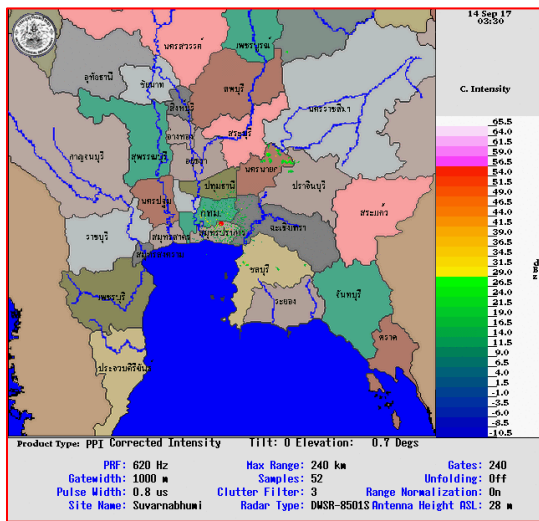 14 Sep 17
03:30
C. Intensity
นครสวรรค์
เพชรบูรณ์
อุทัยธานี
ชัยนาท
ลพบุรี
สิงห์บุรี
นครราชสีมา
อ่างทอง
สระบุรี
กาญจนบุรี
สุพรรณบุรี
อยุธยา
นครนายก
ปราจีนบุรี
ปทุมธานี
นครปฐม
กทม.
สระแก้ว
ฉะเชิงเทรา
ราชบุรี
สมุทรสาคร
สมุทรปราการ
สมุทรสงคราม
ชลบุรี
เพชรบุรี
ระยอง
จันทบุรี
ตราด
ประจวบคีรีขันธ์
65.5
64.0
61.5
59.0
56.5
54.0
51.5
49.0
46.5
44.0
41.5
39.0
36.5
34.0
31.5
29.0
26.5
24.0
21.5
19.0
16.5
14.0
11.5
9.0
6.5
4.0
1.5
-1.0
-3.5
-6.0
-8.5
-10.5
Product Type: PPI Corrected Intensity Tilt: 0 Elevation: 0.7 Degs
PRF: 620 Hz Max Range: 240 km Gates: 240
Gatewidth: 1000 m Samples: 52 Unfolding: Off
Pulse Width: 0.8 us Clutter Filter: 3 Range Normalization: On
Site Name: Suvarnabhumi Radar Type: DWSR-8501S Antenna Height ASL: 28 m